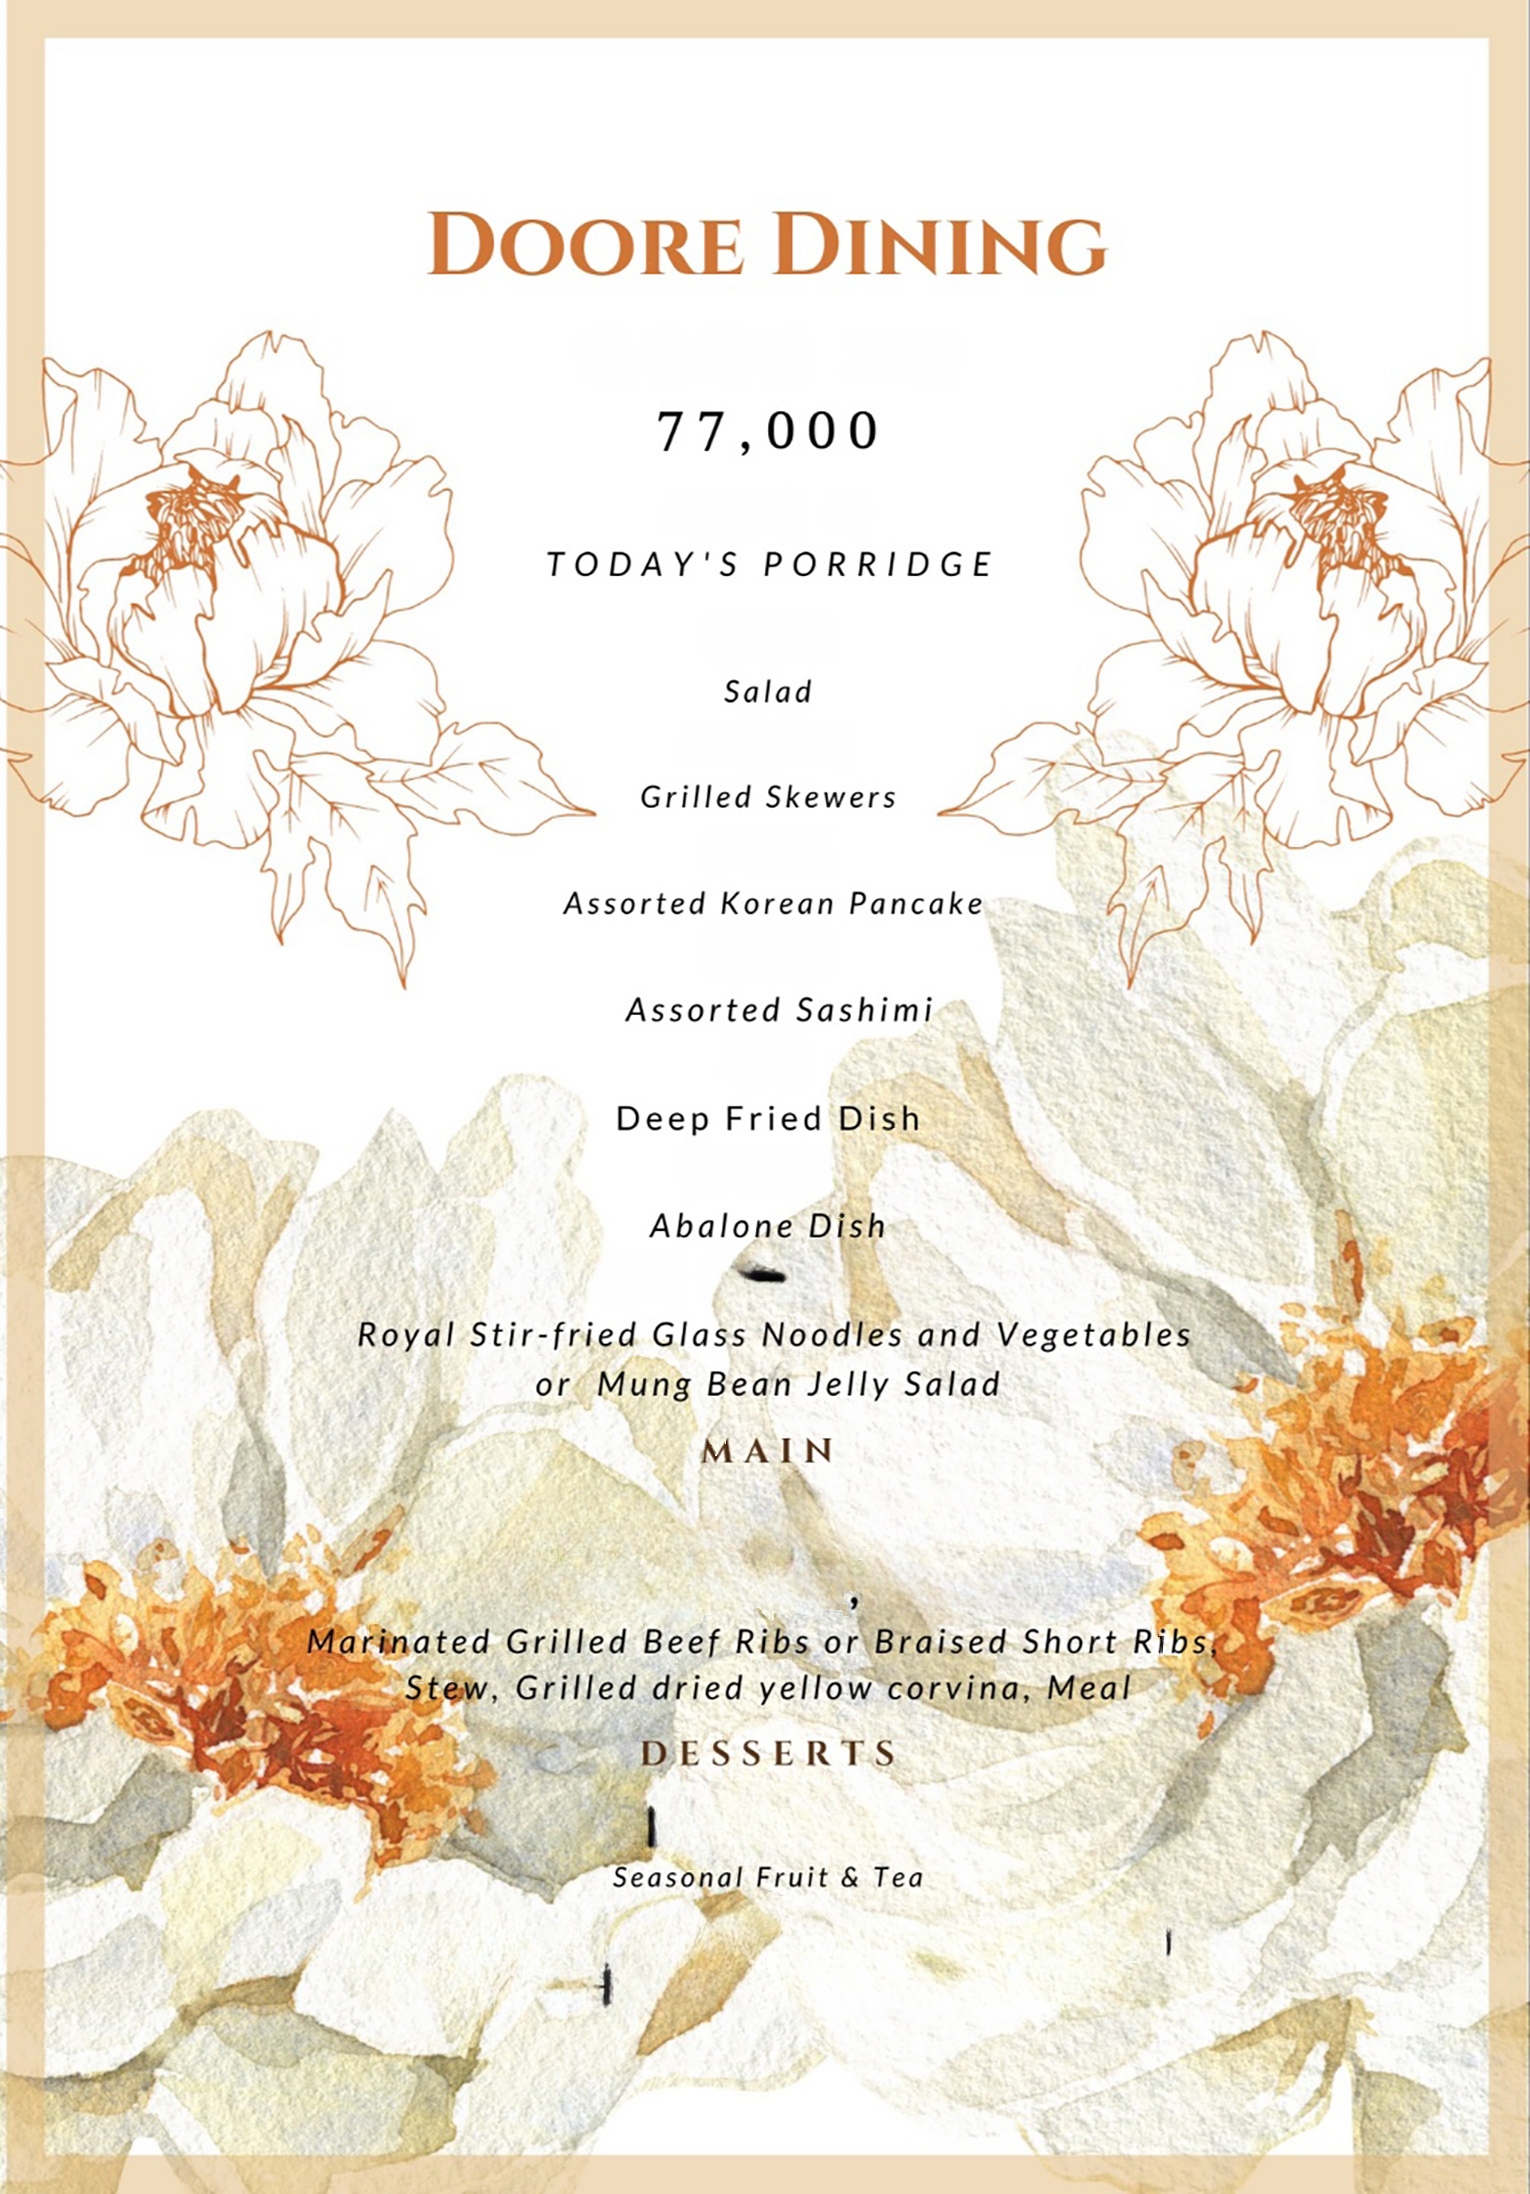 DOORE DINING
77,000
TODAY'S PORRIDGE
Salad
Grilled Skewers
Assorted Korean Pancake
Assorted Sashimi
Deep Fried Dish
Abalone Dish
Royal Stir-fried Glass Noodles and Vegetables
or Mung Bean Jelly Salad
MAIN
,
Marinated Grilled Beef Ribs or Braised Short Ribs,
Stew, Grilled dried yellow corvina, Meal
DESSERTS
Seasonal Fruit & Tea